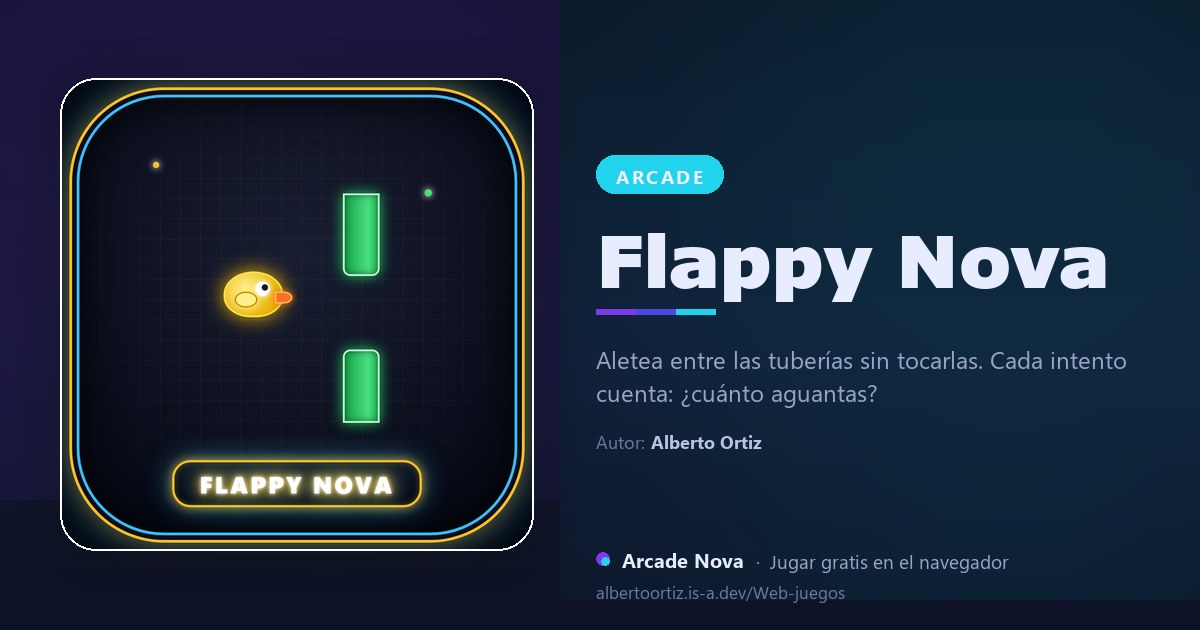 FLAPPY NOVA
ARCADE
Flappy Nova
Aletea entre las tuberías sin tocarlas. Cada intento
cuenta: ¿cuánto aguantas?
Autor: Alberto Ortiz
Arcade Nova · Jugar gratis en el navegador
albertoortiz.is-a.dev/Web-juegos